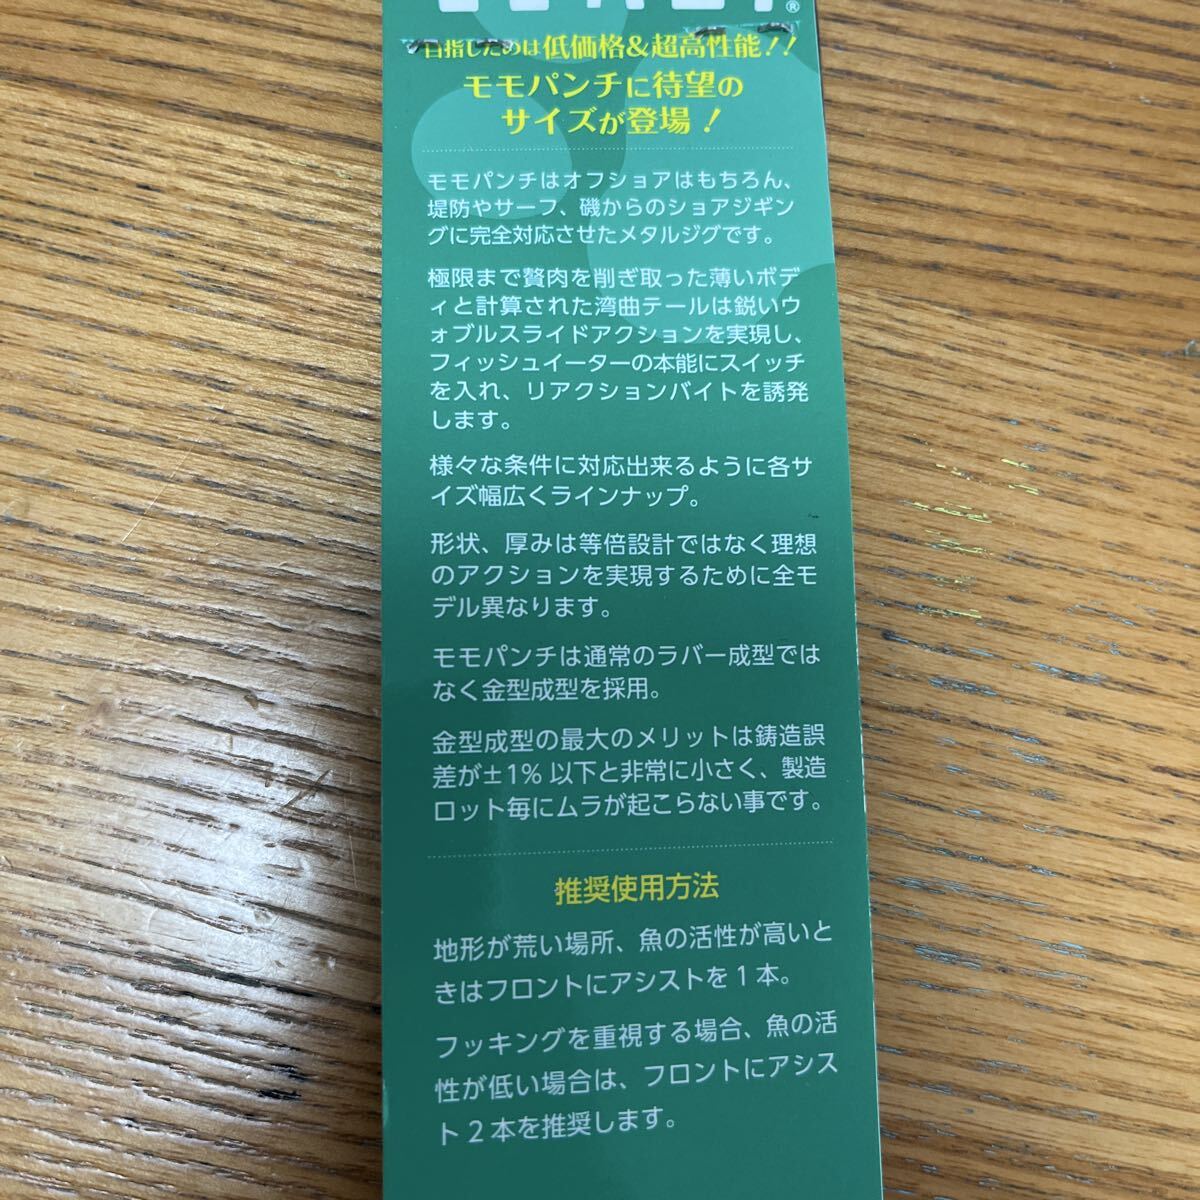 ®
目指したのは低価格&超高性能!!
モモパンチに待望の
サイズが登場!
モモパンチはオフショアはもちろん、
堤防やサーフ、磯からのショアジギン
グに完全対応させたメタルジグです。
極限まで贅肉を削ぎ取った薄いボデ
ィと計算された湾曲テールは鋭いウ
ォブルスライドアクションを実現し、
フィッシュイーターの本能にスイッチ
を入れ、リアクションバイトを誘発
します。
様々な条件に対応出来るように各サ
イズ幅広くラインナップ。
形状、厚みは等倍設計ではなく理想
のアクションを実現するために全モ
デル異なります。
モモパンチは通常のラバー成型では
なく金型成型を採用。
金型成型の最大のメリットは鋳造誤
差が±1%以下と非常に小さく、製造
ロット毎にムラが起こらない事です。
推奨使用方法
地形が荒い場所、魚の活性が高いと
きはフロントにアシストを1本。
フッキングを重視する場合、魚の活
性が低い場合は、フロントにアシス
ト2本を推奨します。